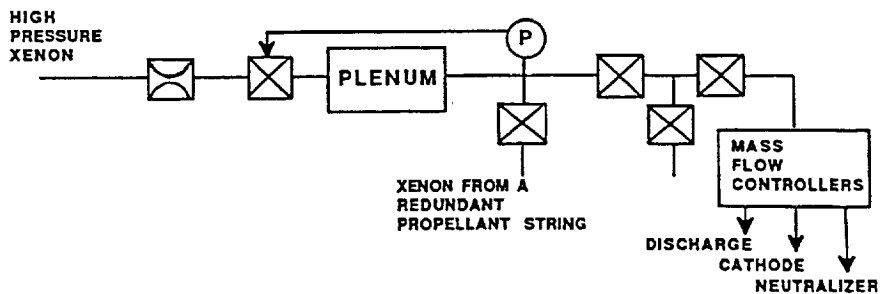 HIGH
PRESSURE
XENON
P
PLENUM
XENON FROM A
REDUNDANT
PROPELLANT STRING
MASS
FLOW
CONTROLLERS
DISCHARGE
CATHODE
NEUTRALIZER